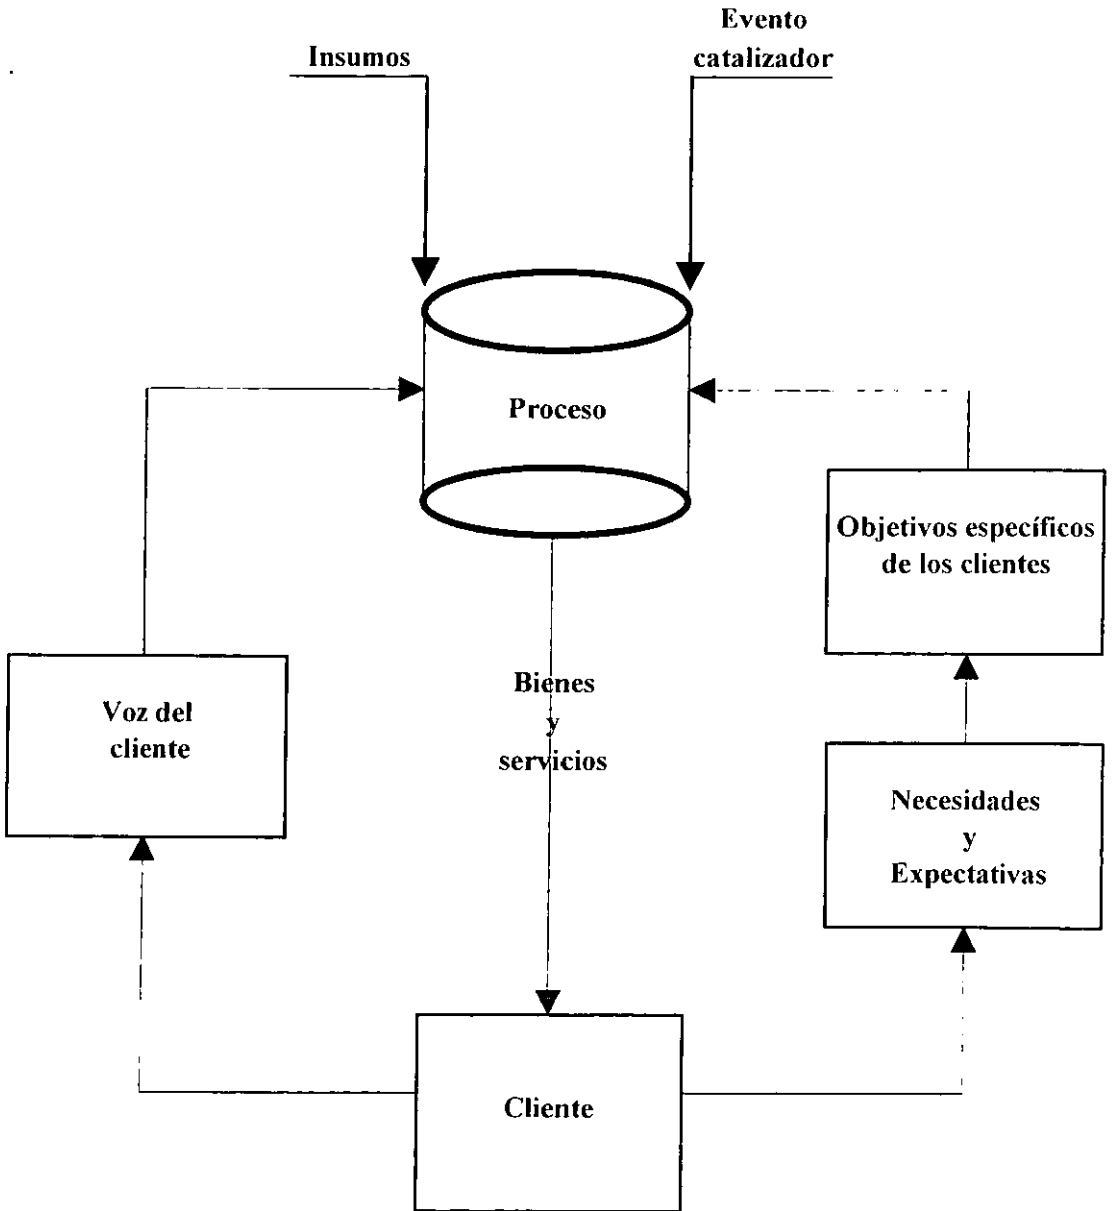 Insumos
Evento
catalizador
Proceso
Objetivos específicos
de los clientes
Voz del
cliente
Bienes
y
servicios
Necesidades
y
Expectativas
Cliente